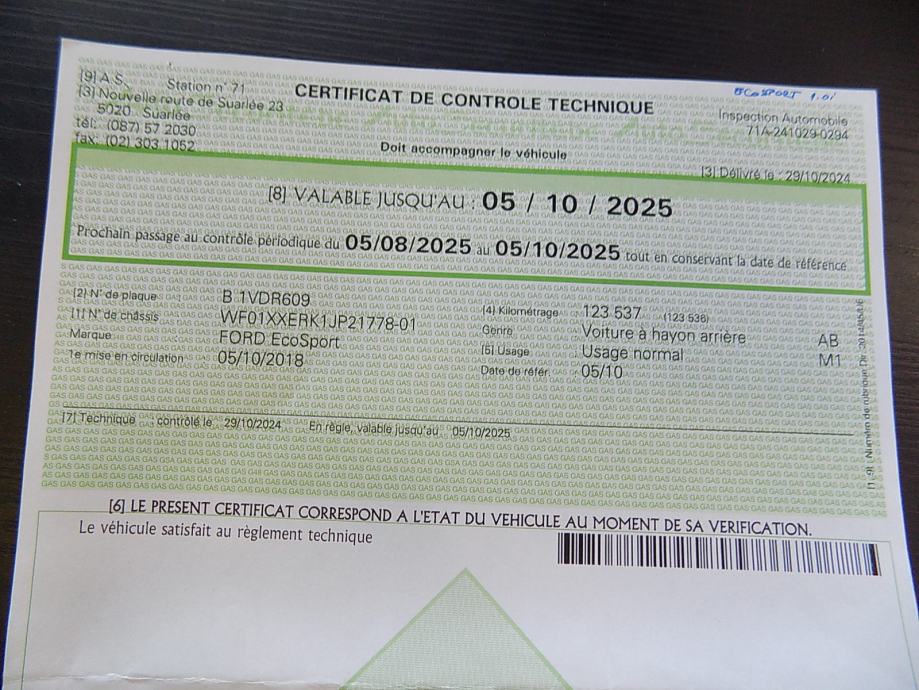 [9] A.S. Station n° 71
[3] Nouvelle route de Suarlée 23
5020 Suarlée
tél: (087) 57 2030
fax: (02) 303 1052
CERTIFICAT DE CONTROLE TECHNIQUE
Doit accompagner le véhicule
ECOSPORT 1.0i
Inspection Automobile
71A-241029-0294
[3] Délivré le : 29/10/2024
[8] VALABLE JUSQU'AU : 05 / 10 / 2025
Prochain passage au contrôle périodique du 05/08/2025 au 05/10/2025 tout en conservant la date de référence.
[2] N° de plaque B 1VDR609
[1] N° de châssis WF01XXERK1JP21778-01
Marque FORD EcoSport
1e mise en circulation 05/10/2018
[4] Kilométrage 123 537 (123 536)
Genre Voiture à hayon arrière AB
[5] Usage Usage normal M1
Date de référ. 05/10
[7] Technique contrôlé le : 29/10/2024 En règle, valable jusqu'au 05/10/2025
[6] LE PRESENT CERTIFICAT CORRESPOND A L'ETAT DU VEHICULE AU MOMENT DE SA VERIFICATION.
Le véhicule satisfait au règlement technique